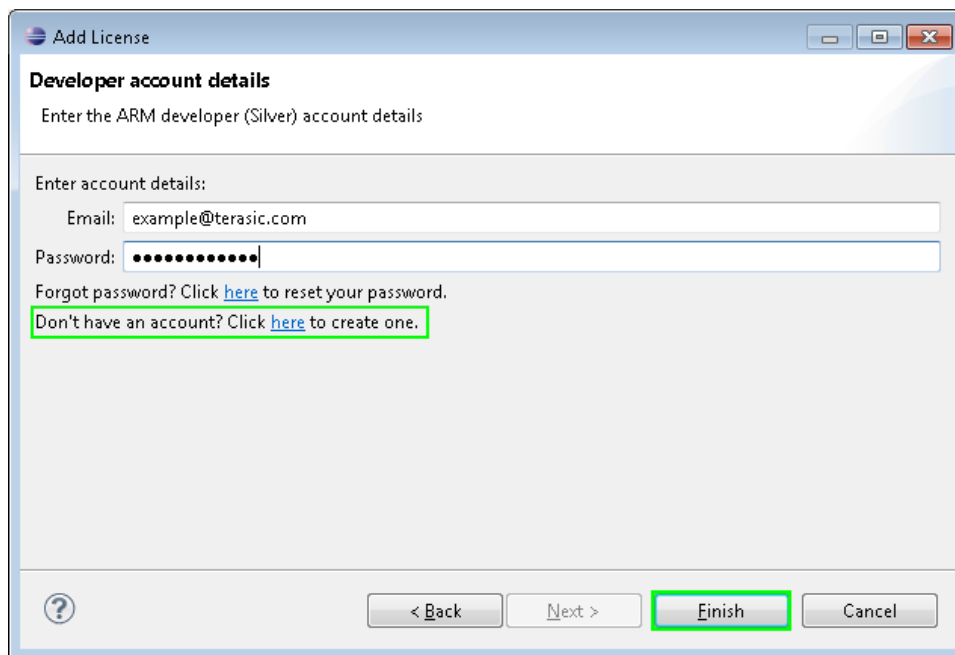 Add License
Developer account details
Enter the ARM developer (Silver) account details
Enter account details:
Email: example@terasic.com
Password: ●●●●●●●●●●●●
Forgot password? Click here to reset your password.
Don't have an account? Click here to create one.
? < Back Next > Finish Cancel